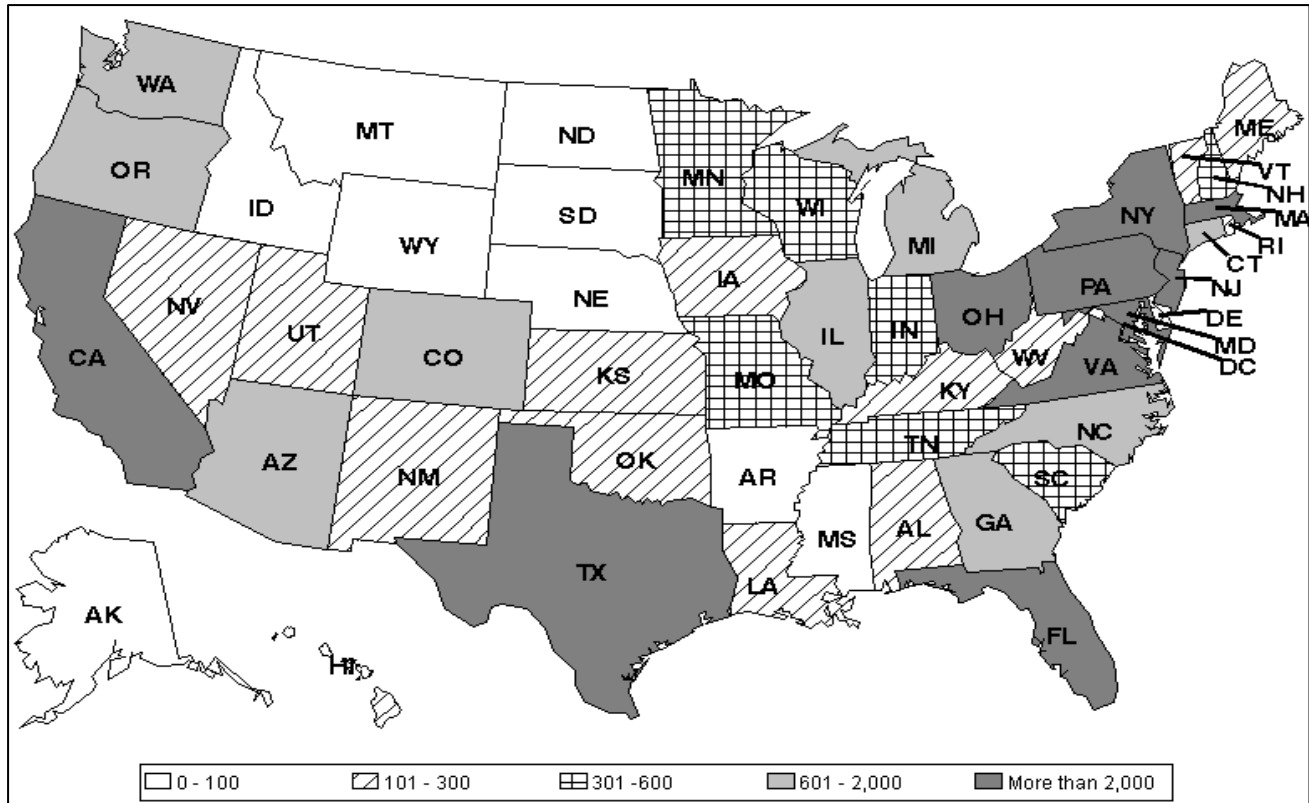 WA
MT
ND
ME
OR
MN
VT
ID
SD
WI
NH
NY
MA
WY
MI
RI
CT
IA
NE
PA
NJ
NV
OH
DE
UT
IL
IN
MD
CA
CO
WV
DC
KS
MO
VA
KY
NC
AZ
OK
TN
NM
AR
SC
GA
MS
AL
TX
LA
AK
FL
HI
0 - 100
101 - 300
301 -600
601 - 2,000
More than 2,000